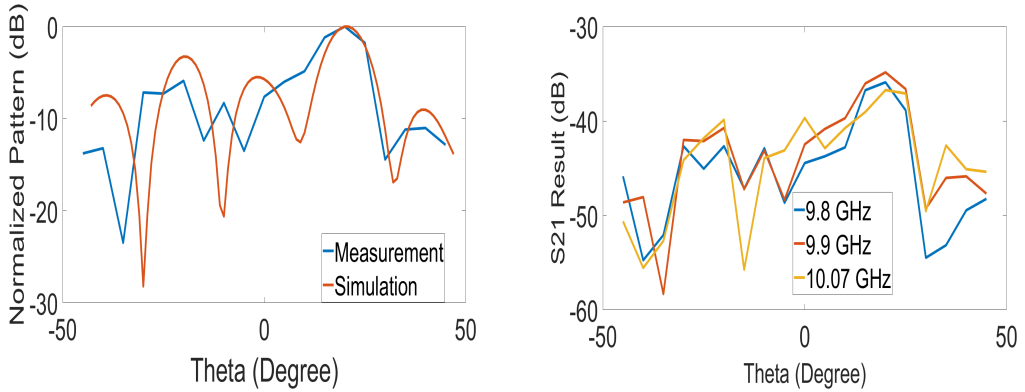 Normalized Pattern (dB)
0
-10
-20
-30
-50
0
50
Theta (Degree)
Measurement
Simulation
S21 Result (dB)
-30
-40
-50
-60
-50
0
50
Theta (Degree)
9.8 GHz
9.9 GHz
10.07 GHz